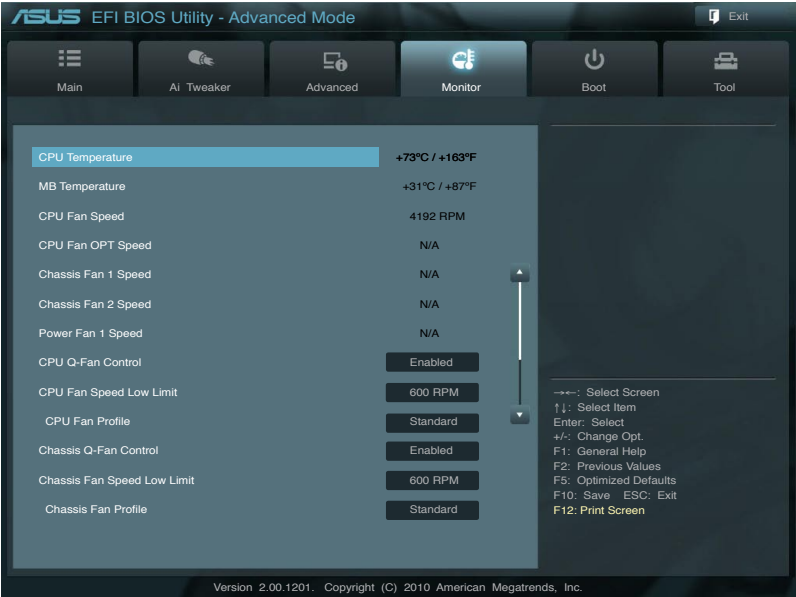 ASUS EFI BIOS Utility - Advanced Mode
Exit
Main
Ai Tweaker
Advanced
Monitor
Boot
Tool
CPU Temperature +73ºC / +163ºF
MB Temperature +31ºC / +87ºF
CPU Fan Speed 4192 RPM
CPU Fan OPT Speed N/A
Chassis Fan 1 Speed N/A
Chassis Fan 2 Speed N/A
Power Fan 1 Speed N/A
CPU Q-Fan Control Enabled
CPU Fan Speed Low Limit 600 RPM
CPU Fan Profile Standard
Chassis Q-Fan Control Enabled
Chassis Fan Speed Low Limit 600 RPM
Chassis Fan Profile Standard
→←: Select Screen
↑↓: Select Item
Enter: Select
+/-: Change Opt.
F1: General Help
F2: Previous Values
F5: Optimized Defaults
F10: Save ESC: Exit
F12: Print Screen
Version 2.00.1201. Copyright (C) 2010 American Megatrends, Inc.